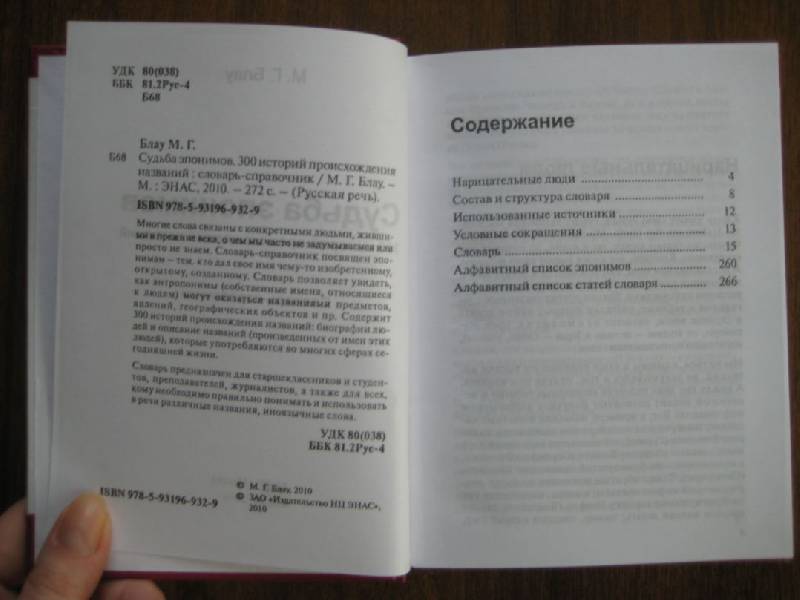 УДК 80(038)
ББК 81.2Рус-4
Б68
Блау М. Г.
Б68 Судьба эпонимов. 300 историй происхождения
названий : словарь-справочник / М. Г. Блау. –
М. : ЭНАС, 2010. – 272 с. – (Русская речь).
ISBN 978-5-93196-932-9
Многие слова связаны с конкретными людьми, живши-
ми в прежние века, о чем мы часто не задумываемся или
просто не знаем. Словарь-справочник посвящен эпо-
нимам – тем, кто дал свое имя чему-то изобретенному,
открытому, созданному. Словарь позволяет увидеть,
как антропонимы (собственные имена, относящиеся
к людям) могут оказаться названиями предметов,
явлений, географических объектов и пр. Содержит
300 историй происхождения названий: биографии лю-
дей и описание названий (произведенных от имен этих
людей), которые употребляются во многих сферах се-
годняшней жизни.
Словарь предназначен для старшеклассников и студен-
тов, преподавателей, журналистов, а также для всех,
кому необходимо правильно понимать и использовать
в речи различные названия, иноязычные слова.
УДК 80(038)
ББК 81.2Рус-4
ISBN 978-5-93196-932-9
© М. Г. Блау, 2010
© ЗАО «Издательство НЦ ЭНАС»,
2010
Содержание
Нарицательные люди 4
Состав и структура словаря 8
Использованные источники 12
Условные сокращения 13
Словарь 15
Алфавитный список эпонимов 260
Алфавитный список статей словаря 266